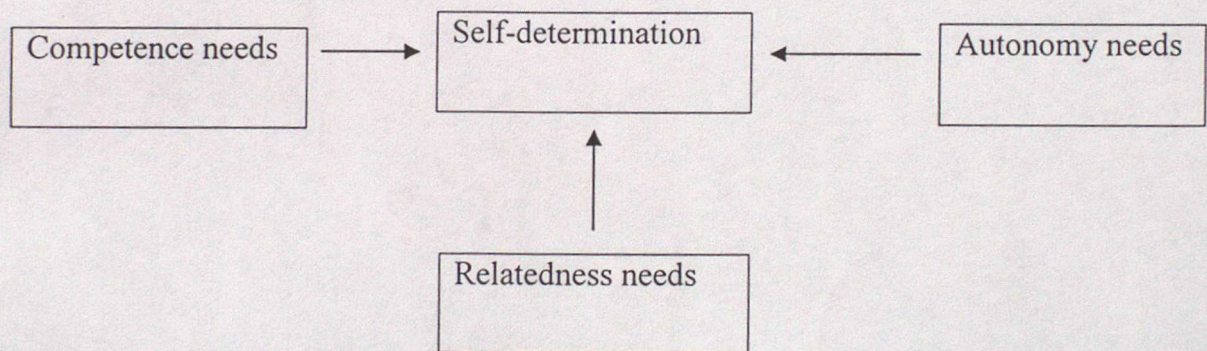 Competence needs
Self-determination
Autonomy needs
Relatedness needs